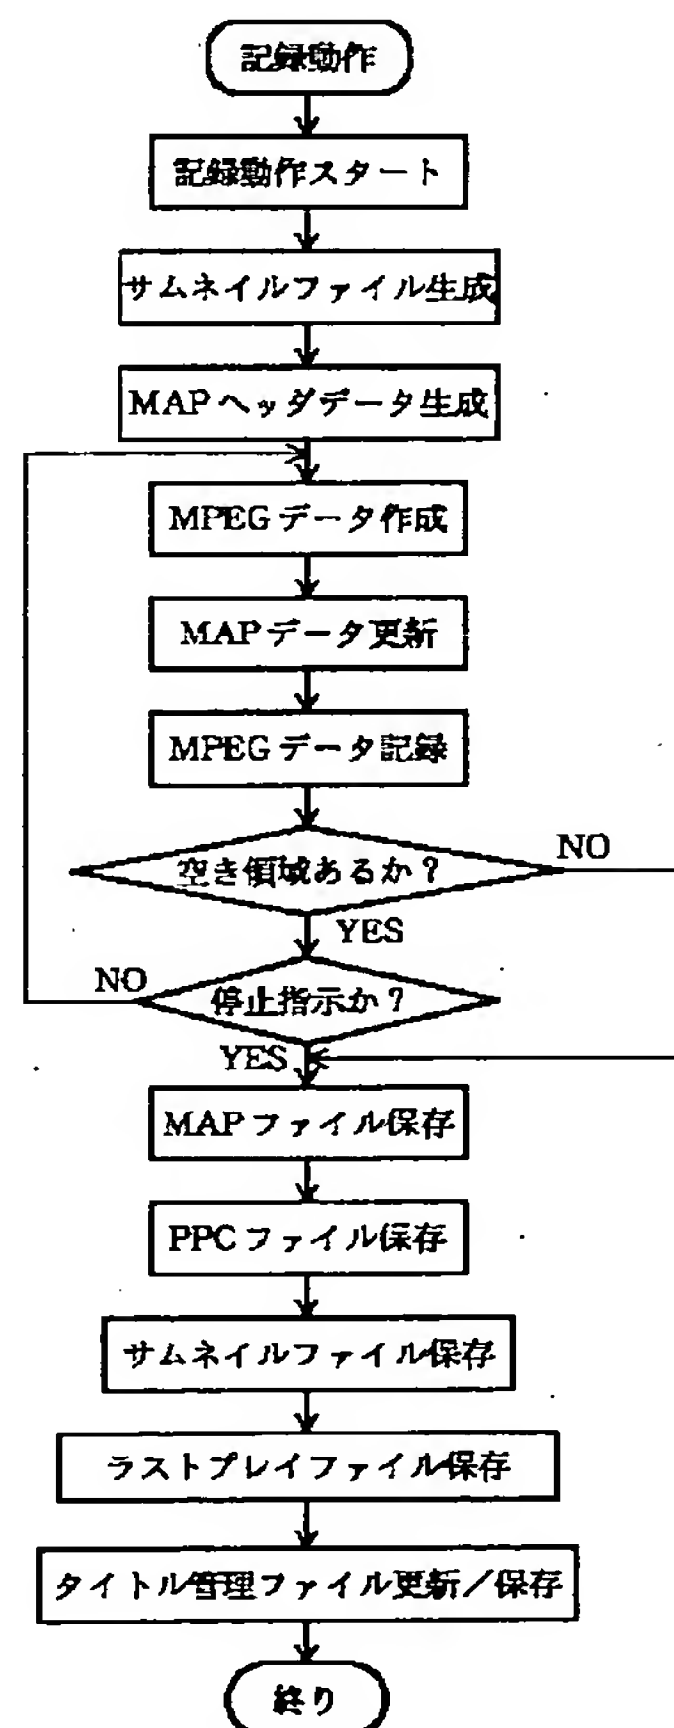 記録動作
記録動作スタート
サムネイルファイル生成
MAPヘッダデータ生成
MPEGデータ作成
MAPデータ更新
MPEGデータ記録
空き領域あるか？
NO
YES
NO
停止指示か？
YES
MAPファイル保存
PPCファイル保存
サムネイルファイル保存
ラストプレイファイル保存
タイトル管理ファイル更新／保存
終り